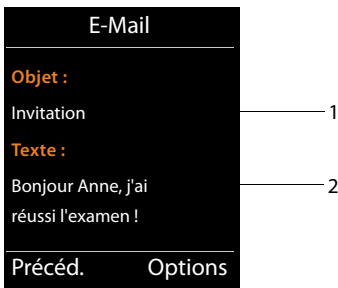 E-Mail
Objet :
Invitation
1
Texte :
Bonjour Anne, j'ai
2
réussi l'examen !
Précéd. Options